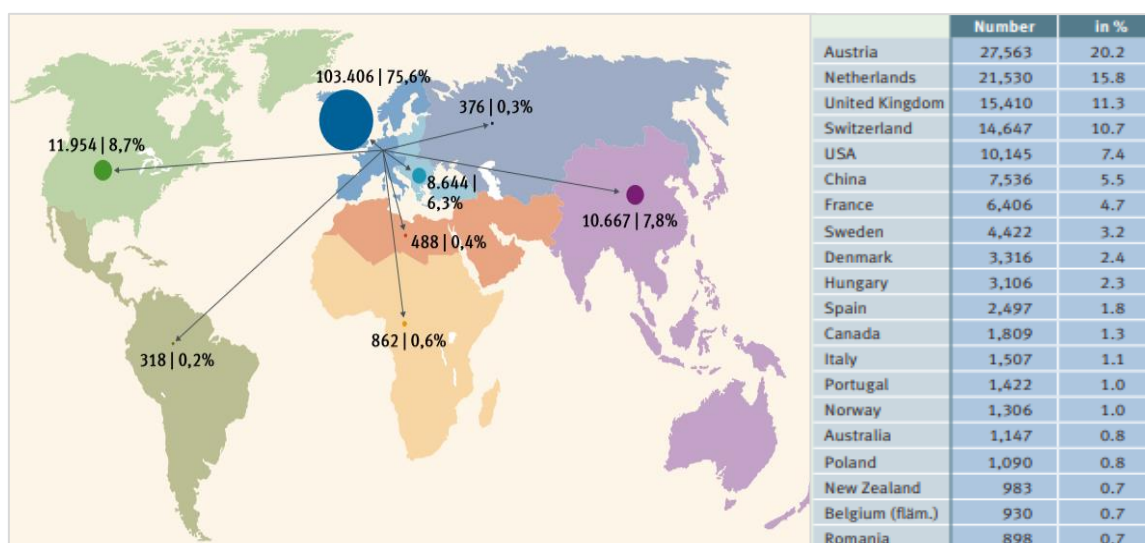 103.406 | 75,6%
376 | 0,3%
11.954 | 8,7%
8.644 |
6,3%
10.667 | 7,8%
488 | 0,4%
862 | 0,6%
318 | 0,2%
Number in %
Austria 27,563 20.2
Netherlands 21,530 15.8
United Kingdom 15,410 11.3
Switzerland 14,647 10.7
USA 10,145 7.4
China 7,536 5.5
France 6,406 4.7
Sweden 4,422 3.2
Denmark 3,316 2.4
Hungary 3,106 2.3
Spain 2,497 1.8
Canada 1,809 1.3
Italy 1,507 1.1
Portugal 1,422 1.0
Norway 1,306 1.0
Australia 1,147 0.8
Poland 1,090 0.8
New Zealand 983 0.7
Belgium (fläm.) 930 0.7
Romania 898 0.7